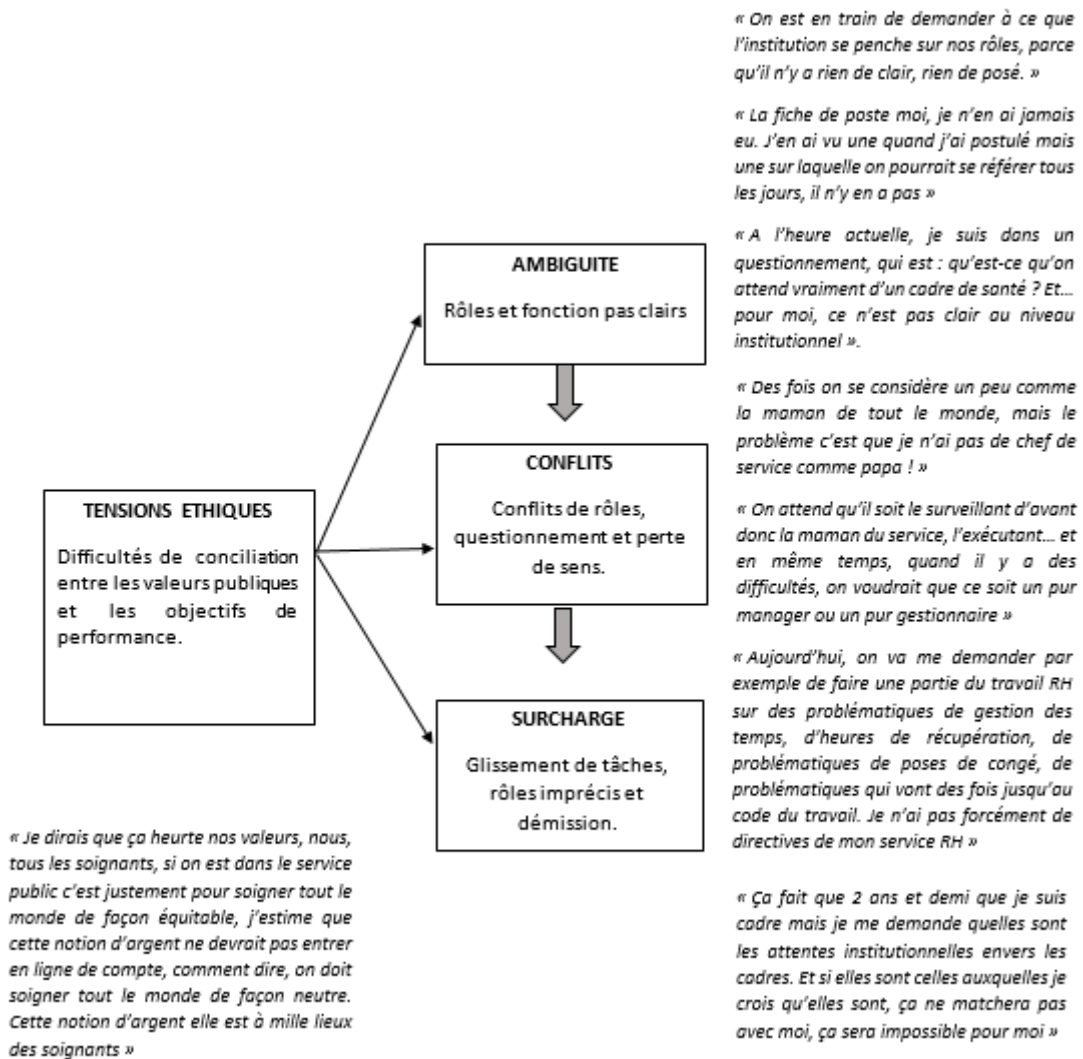 « On est en train de demander à ce que
l'institution se penche sur nos rôles, parce
qu'il n'y a rien de clair, rien de posé. »
« La fiche de poste moi, je n'en ai jamais
eu. J'en ai vu une quand j'ai postulé mais
une sur laquelle on pourrait se référer tous
les jours, il n'y en a pas »
« A l'heure actuelle, je suis dans un
questionnement, qui est : qu'est-ce qu'on
attend vraiment d'un cadre de santé ? Et...
pour moi, ce n'est pas clair au niveau
institutionnel ».
« Des fois on se considère un peu comme
la maman de tout le monde, mais le
problème c'est que je n'ai pas de chef de
service comme papa ! »
« On attend qu'il soit le surveillant d'avant
donc la maman du service, l'exécutant... et
en même temps, quand il y a des
difficultés, on voudrait que ce soit un pur
manager ou un pur gestionnaire »
« Aujourd'hui, on va me demander par
exemple de faire une partie du travail RH
sur des problématiques de gestion des
temps, d'heures de récupération, de
problématiques de poses de congé, de
problématiques qui vont des fois jusqu'au
code du travail. Je n'ai pas forcément de
directives de mon service RH »
« Ça fait que 2 ans et demi que je suis
cadre mais je me demande quelles sont
les attentes institutionnelles envers les
cadres. Et si elles sont celles auxquelles je
crois qu'elles sont, ça ne matchera pas
avec moi, ça sera impossible pour moi »
AMBIGUITE
Rôles et fonction pas clairs
CONFLITS
Conflits de rôles,
questionnement et perte
de sens.
SURCHARGE
Glissement de tâches,
rôles imprécis et
démission.
TENSIONS ETHIQUES
Difficultés de conciliation
entre les valeurs publiques
et les objectifs de
performance.
« Je dirais que ça heurte nos valeurs, nous,
tous les soignants, si on est dans le service
public c'est justement pour soigner tout le
monde de façon équitable, j'estime que
cette notion d'argent ne devrait pas entrer
en ligne de compte, comment dire, on doit
soigner tout le monde de façon neutre.
Cette notion d'argent elle est à mille lieux
des soignants »